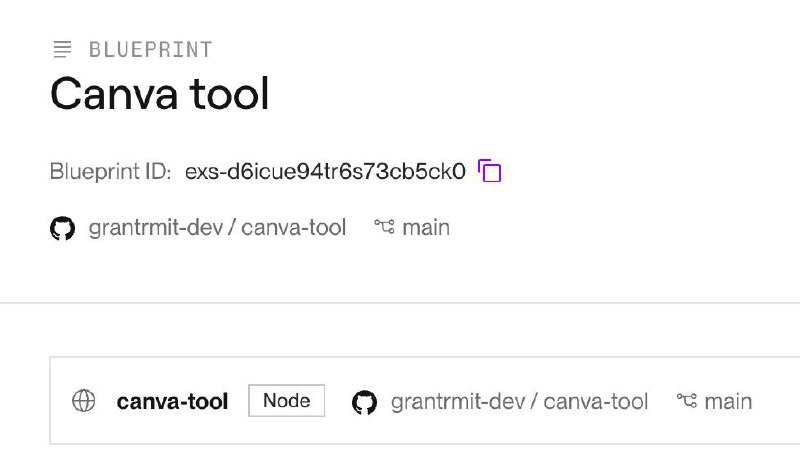 BLUEPRINT
Canva tool
Blueprint ID: exs-d6icue94tr6s73cb5ck0
grantrmit-dev / canva-tool main
canva-tool Node grantrmit-dev / canva-tool main